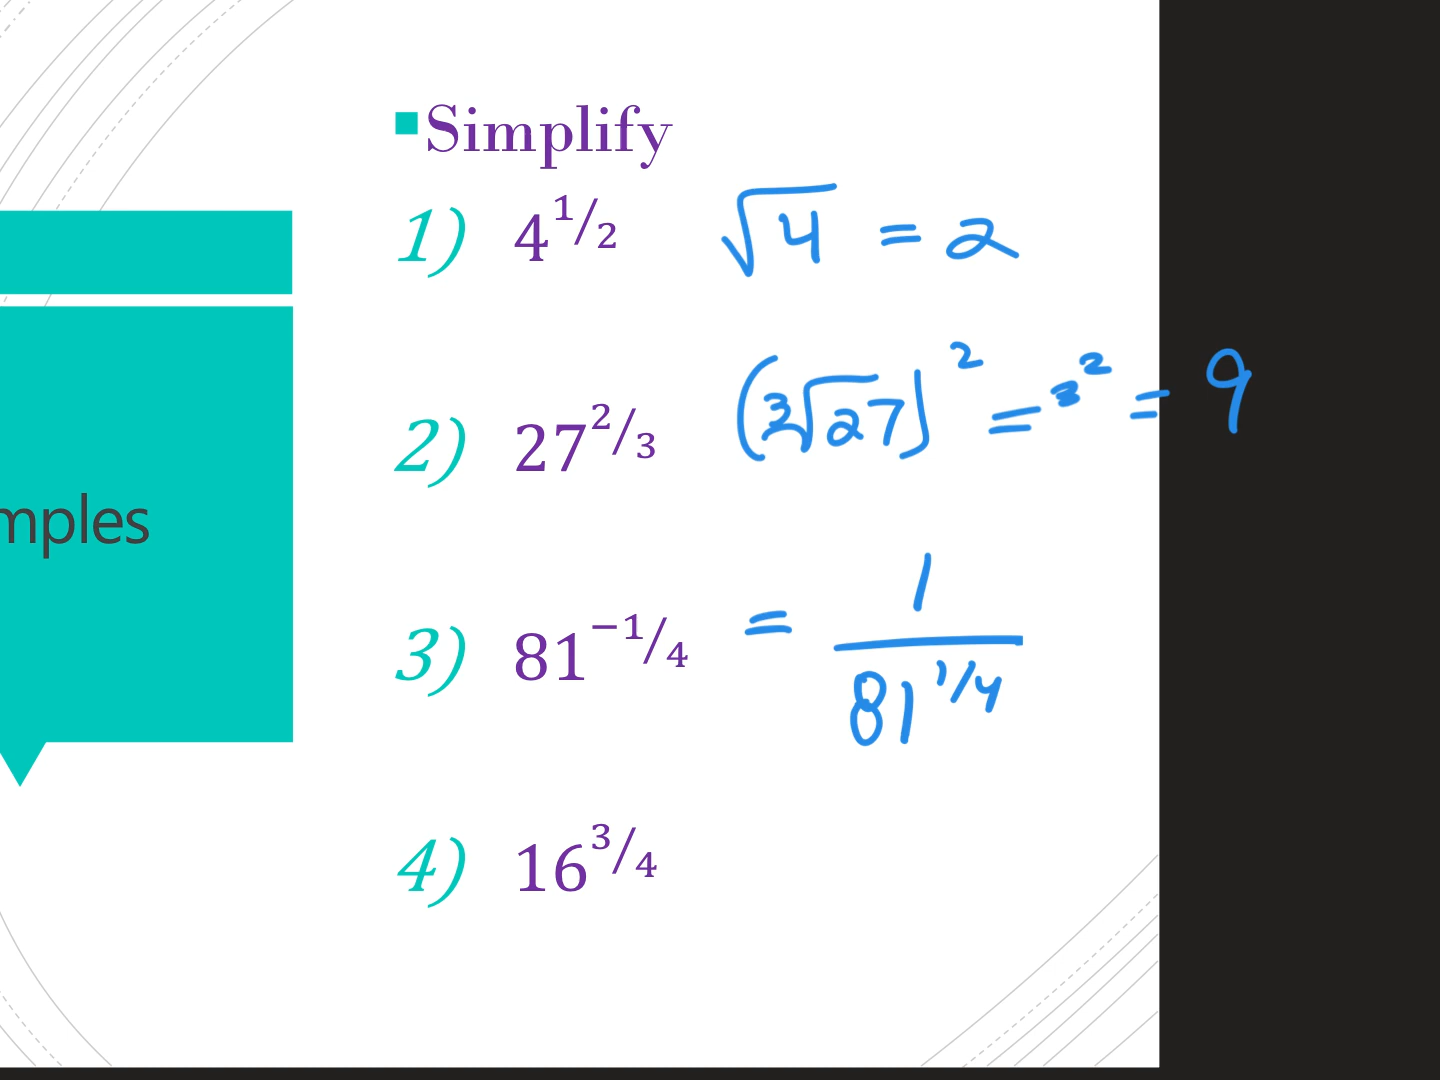 ▪Simplify
1) 4^{1/2} √4 = 2
2) 27^{2/3} (∛27)^2 = 3^2 = 9
mples
3) 81^{-1/4} = 1/81^{1/4}
4) 16^{3/4}